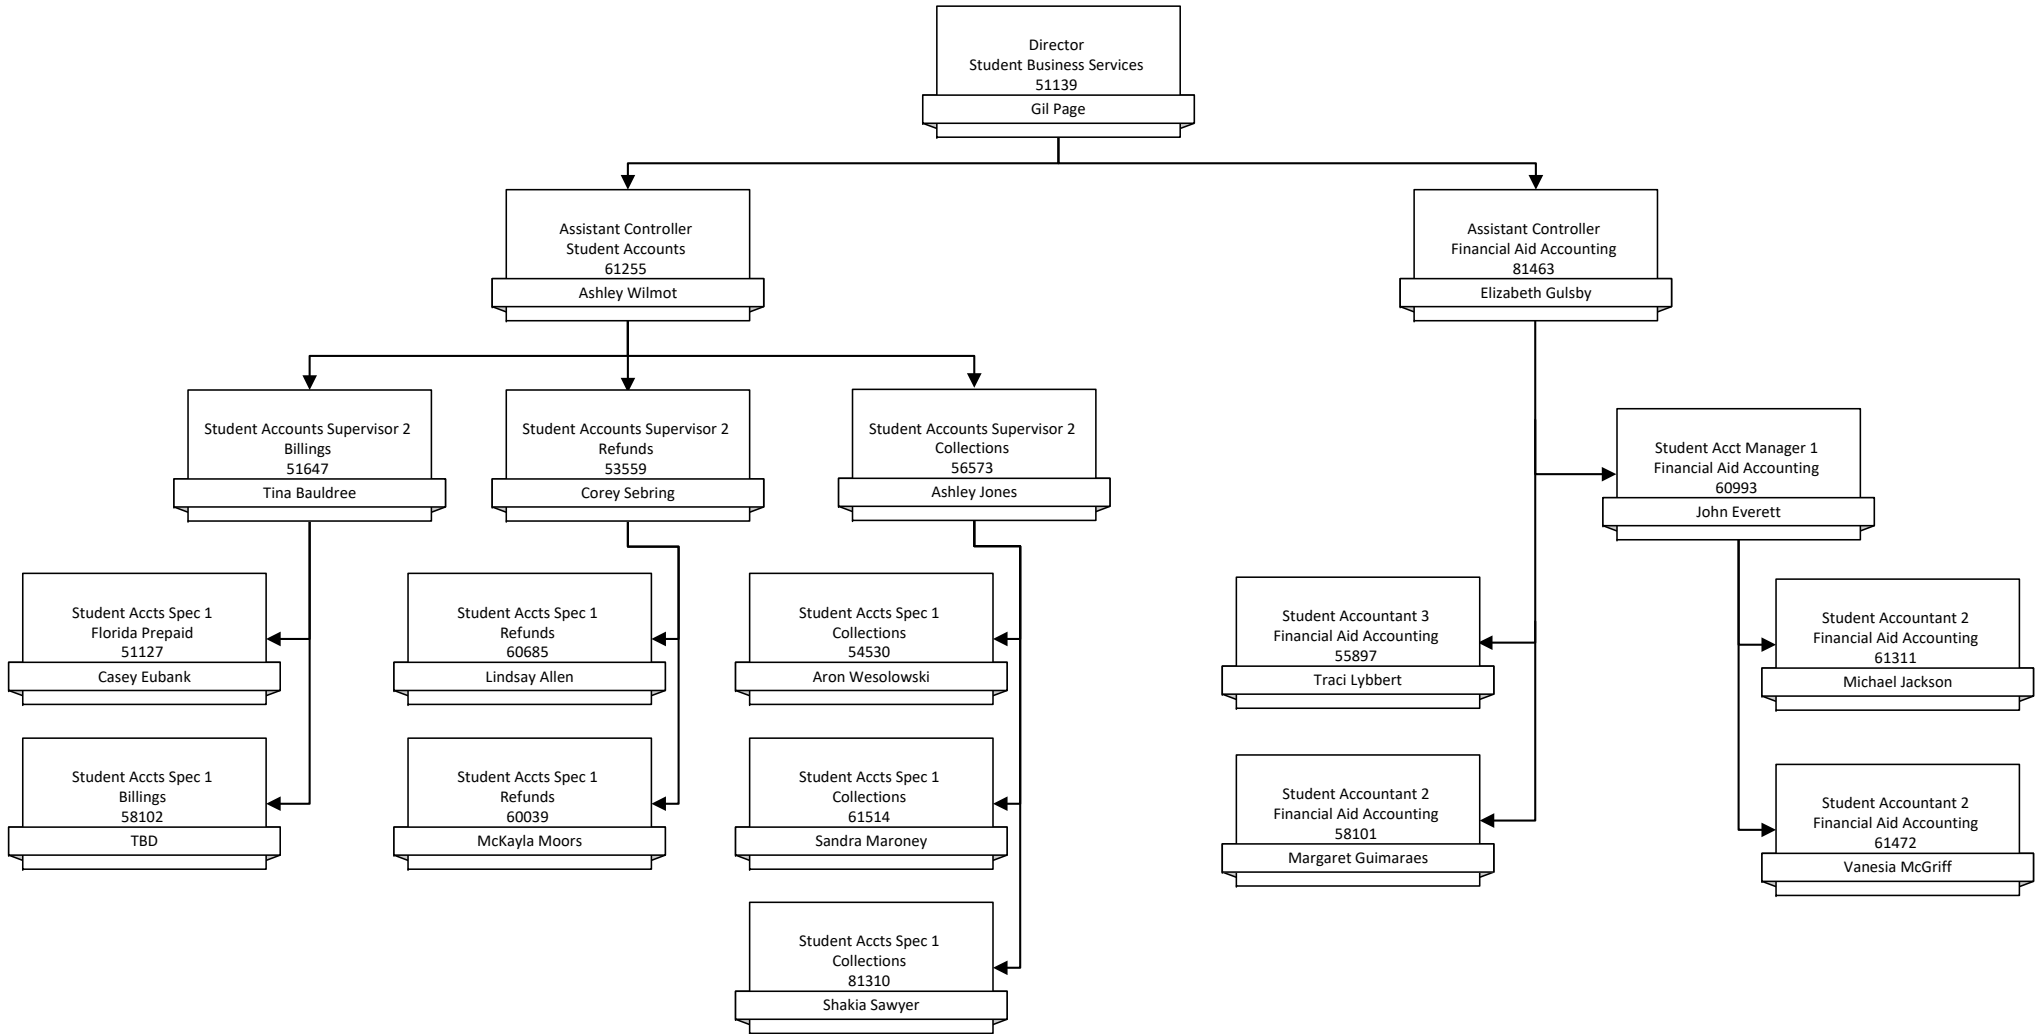 Director
Student Business Services
51139
Gil Page
Assistant Controller
Student Accounts
61255
Ashley Wilmot
Assistant Controller
Financial Aid Accounting
81463
Elizabeth Gulsby
Student Accounts Supervisor 2
Billings
51647
Tina Bauldree
Student Accounts Supervisor 2
Refunds
53559
Corey Sebring
Student Accounts Supervisor 2
Collections
56573
Ashley Jones
Student Acct Manager 1
Financial Aid Accounting
60993
John Everett
Student Accts Spec 1
Florida Prepaid
51127
Casey Eubank
Student Accts Spec 1
Refunds
60685
Lindsay Allen
Student Accts Spec 1
Collections
54530
Aron Wesolowski
Student Accountant 3
Financial Aid Accounting
55897
Traci Lybbert
Student Accountant 2
Financial Aid Accounting
61311
Michael Jackson
Student Accts Spec 1
Billings
58102
TBD
Student Accts Spec 1
Refunds
60039
McKayla Moors
Student Accts Spec 1
Collections
61514
Sandra Maroney
Student Accountant 2
Financial Aid Accounting
58101
Margaret Guimaraes
Student Accountant 2
Financial Aid Accounting
61472
Vanesia McGriff
Student Accts Spec 1
Collections
81310
Shakia Sawyer